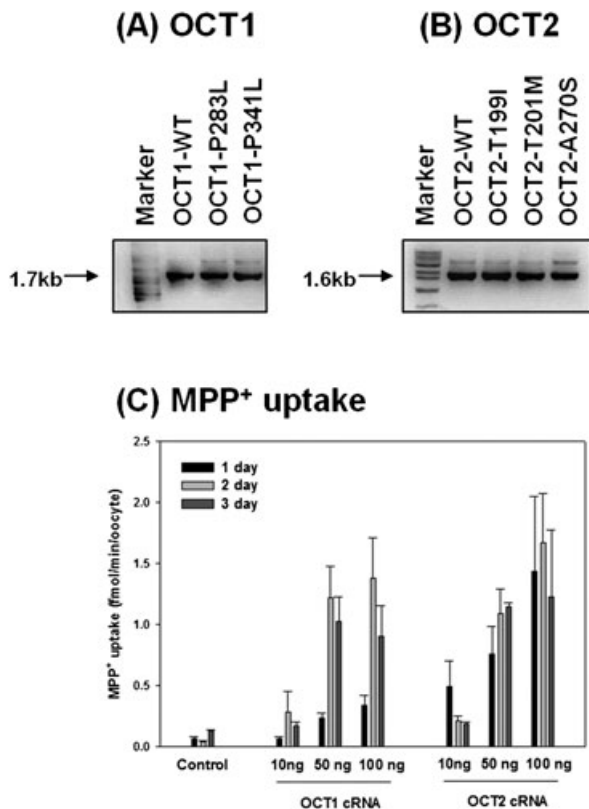 (A) OCT1
Marker
OCT1-WT
OCT1-P283L
OCT1-P341L
1.7kb
(B) OCT2
Marker
OCT2-WT
OCT2-T199I
OCT2-T201M
OCT2-A270S
1.6kb
(C) MPP+ uptake
MPP+ uptake (fmol/min/oocyte)
2.5
2.0
1.5
1.0
0.5
0.0
1 day
2 day
3 day
Control
10ng 50 ng 100 ng
OCT1 cRNA
10ng 50 ng 100 ng
OCT2 cRNA